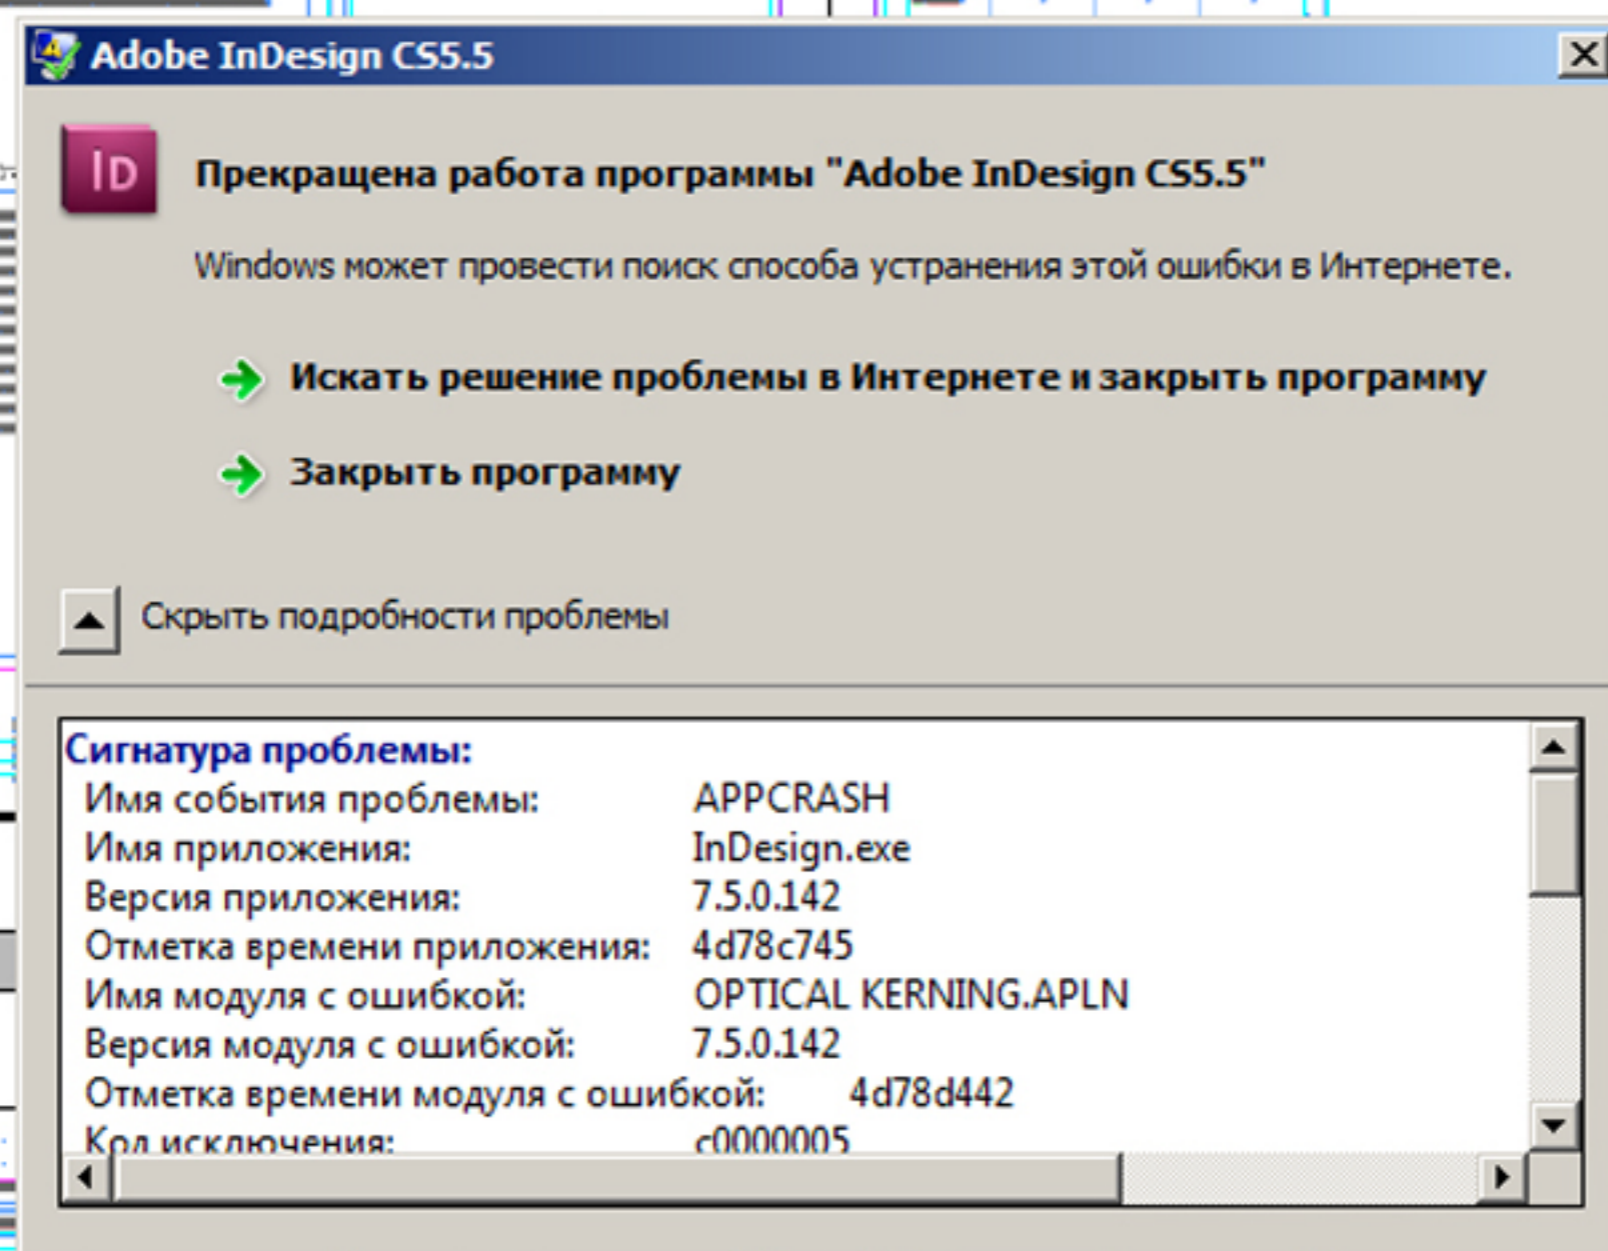 Adobe InDesign CS5.5
ID
Прекращена работа программы "Adobe InDesign CS5.5"
Windows может провести поиск способа устранения этой ошибки в Интернете.
Искать решение проблемы в Интернете и закрыть программу
Закрыть программу
Скрыть подробности проблемы
Сигнатура проблемы:
Имя события проблемы: APPCRASH
Имя приложения: InDesign.exe
Версия приложения: 7.5.0.142
Отметка времени приложения: 4d78c745
Имя модуля с ошибкой: OPTICAL KERNING.APLN
Версия модуля с ошибкой: 7.5.0.142
Отметка времени модуля с ошибкой: 4d78d442
Код исключения: c0000005